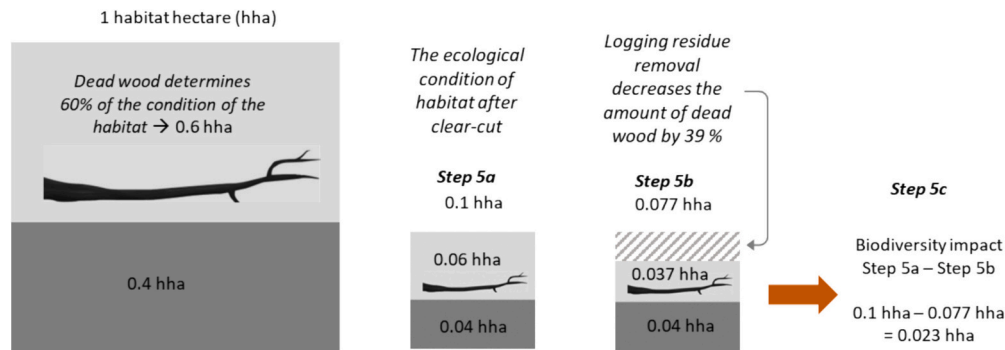 1 habitat hectare (hha)
Dead wood determines
60% of the condition of the
habitat → 0.6 hha
0.4 hha
The ecological
condition of
habitat after
clear-cut
Step 5a
0.1 hha
0.06 hha
0.04 hha
Logging residue
removal
decreases the
amount of dead
wood by 39 %
Step 5b
0.077 hha
0.037 hha
0.04 hha
Step 5c
Biodiversity impact
Step 5a – Step 5b
0.1 hha – 0.077 hha
= 0.023 hha